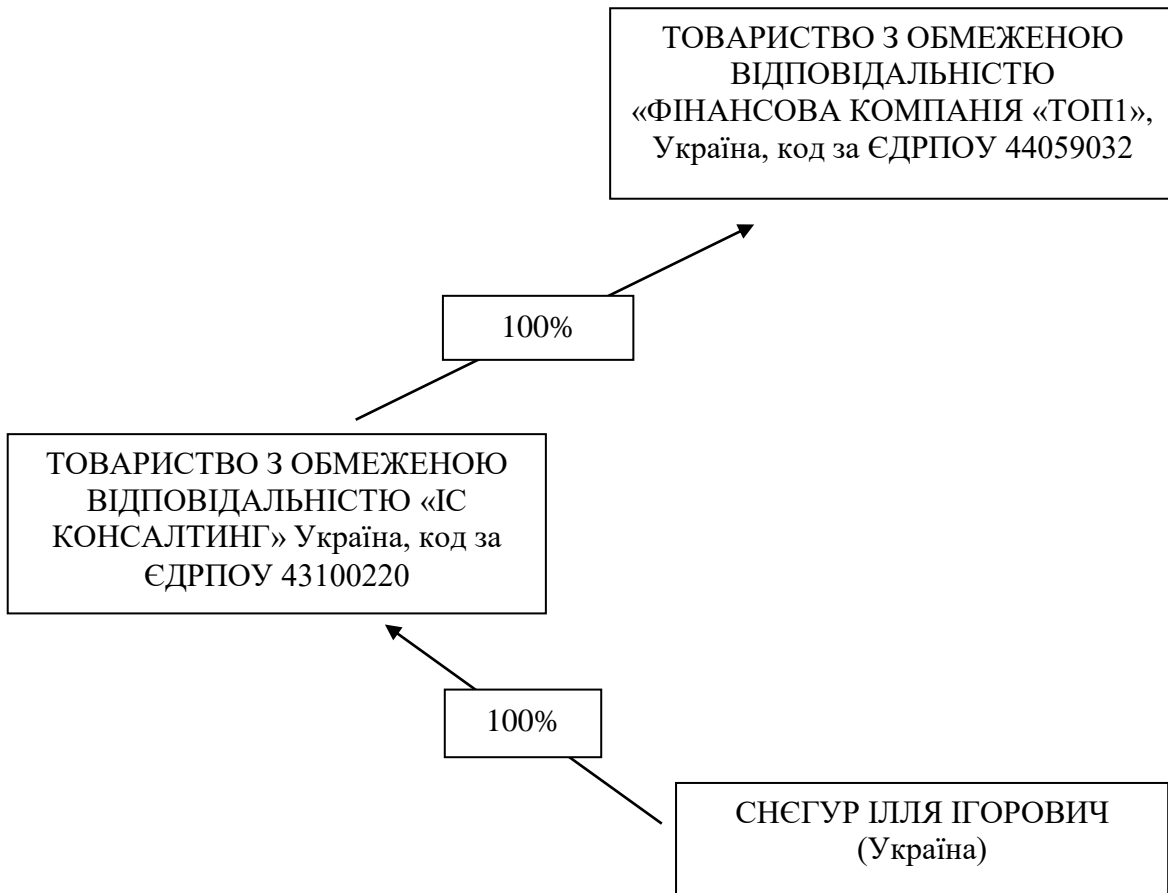 ТОВАРИСТВО З ОБМЕЖЕНОЮ
ВІДПОВІДАЛЬНІСТЮ
«ФІНАНСОВА КОМПАНІЯ «ТОП1»,
Україна, код за ЄДРПОУ 44059032
100%
ТОВАРИСТВО З ОБМЕЖЕНОЮ
ВІДПОВІДАЛЬНІСТЮ «ІС
КОНСАЛТИНГ» Україна, код за
ЄДРПОУ 43100220
100%
СНЄГУР ІЛЛЯ ІГОРОВИЧ
(Україна)